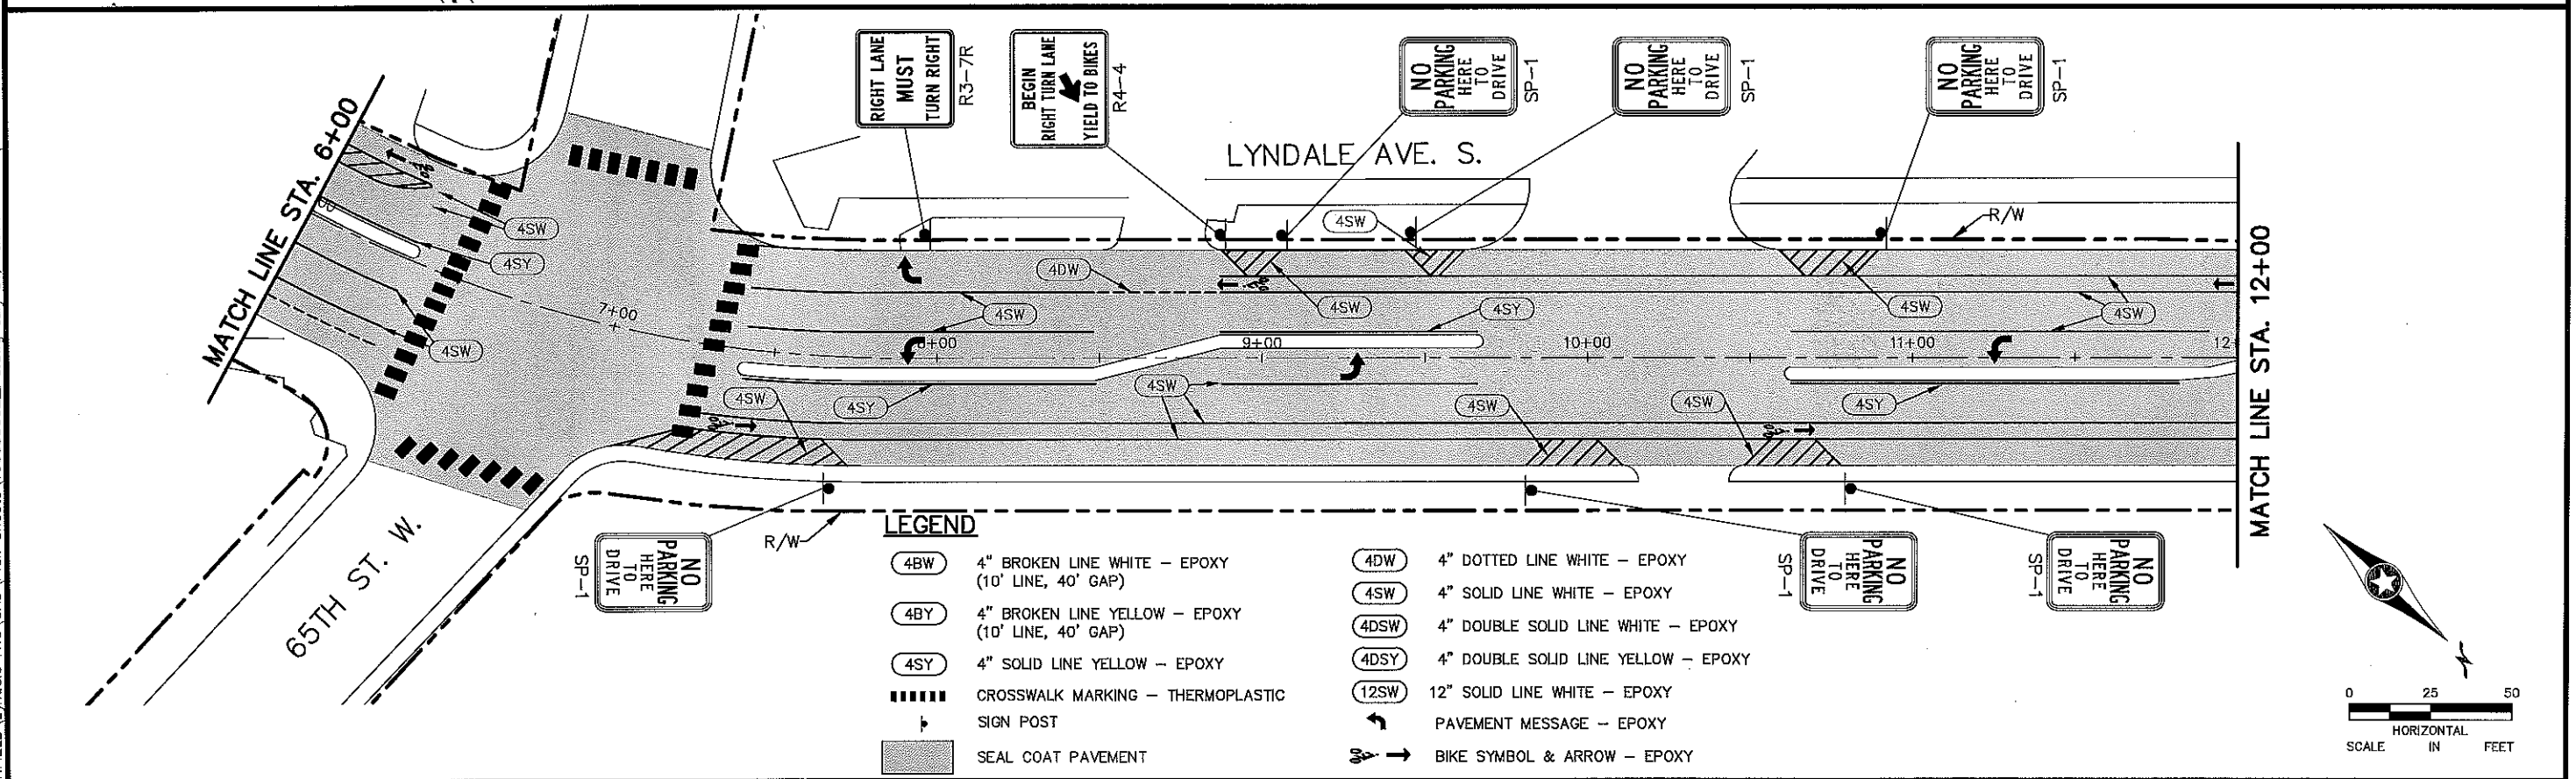 RIGHT LANE
MUST
TURN RIGHT
R3-7R
BEGIN
RIGHT TURN LANE
YIELD TO BIKES
R4-4
NO
PARKING
HERE
TO
DRIVE
SP-1
NO
PARKING
HERE
TO
DRIVE
SP-1
NO
PARKING
HERE
TO
DRIVE
SP-1
MATCH LINE STA. 6+00
LYNDALE AVE. S.
R/W
MATCH LINE STA. 12+00
4SW
4SY
4SW
7+00
4DW
4SW
4SW
4SW
4SY
4SW
4SW
8+00
9+00
10+00
11+00
4SW
4SY
4SW
4SW
4SW
4SY
65TH ST. W.
R/W
NO
PARKING
HERE
TO
DRIVE
SP-1
NO
PARKING
HERE
TO
DRIVE
SP-1
NO
PARKING
HERE
TO
DRIVE
SP-1
LEGEND
4BW 4" BROKEN LINE WHITE - EPOXY
(10' LINE, 40' GAP)
4BY 4" BROKEN LINE YELLOW - EPOXY
(10' LINE, 40' GAP)
4SY 4" SOLID LINE YELLOW - EPOXY
CROSSWALK MARKING - THERMOPLASTIC
SIGN POST
SEAL COAT PAVEMENT
4DW 4" DOTTED LINE WHITE - EPOXY
4SW 4" SOLID LINE WHITE - EPOXY
4DSW 4" DOUBLE SOLID LINE WHITE - EPOXY
4DSY 4" DOUBLE SOLID LINE YELLOW - EPOXY
12SW 12" SOLID LINE WHITE - EPOXY
PAVEMENT MESSAGE - EPOXY
BIKE SYMBOL & ARROW - EPOXY
0 25 50
HORIZONTAL
SCALE IN FEET